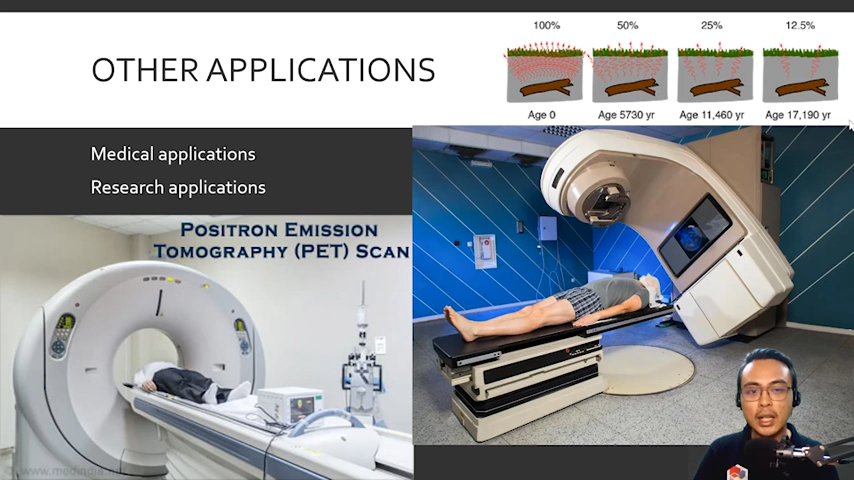 OTHER APPLICATIONS
100% 50% 25% 12.5%
Age 0 Age 5730 yr Age 11,460 yr Age 17,190 yr
Medical applications
Research applications
POSITRON EMISSION
TOMOGRAPHY (PET) SCAN